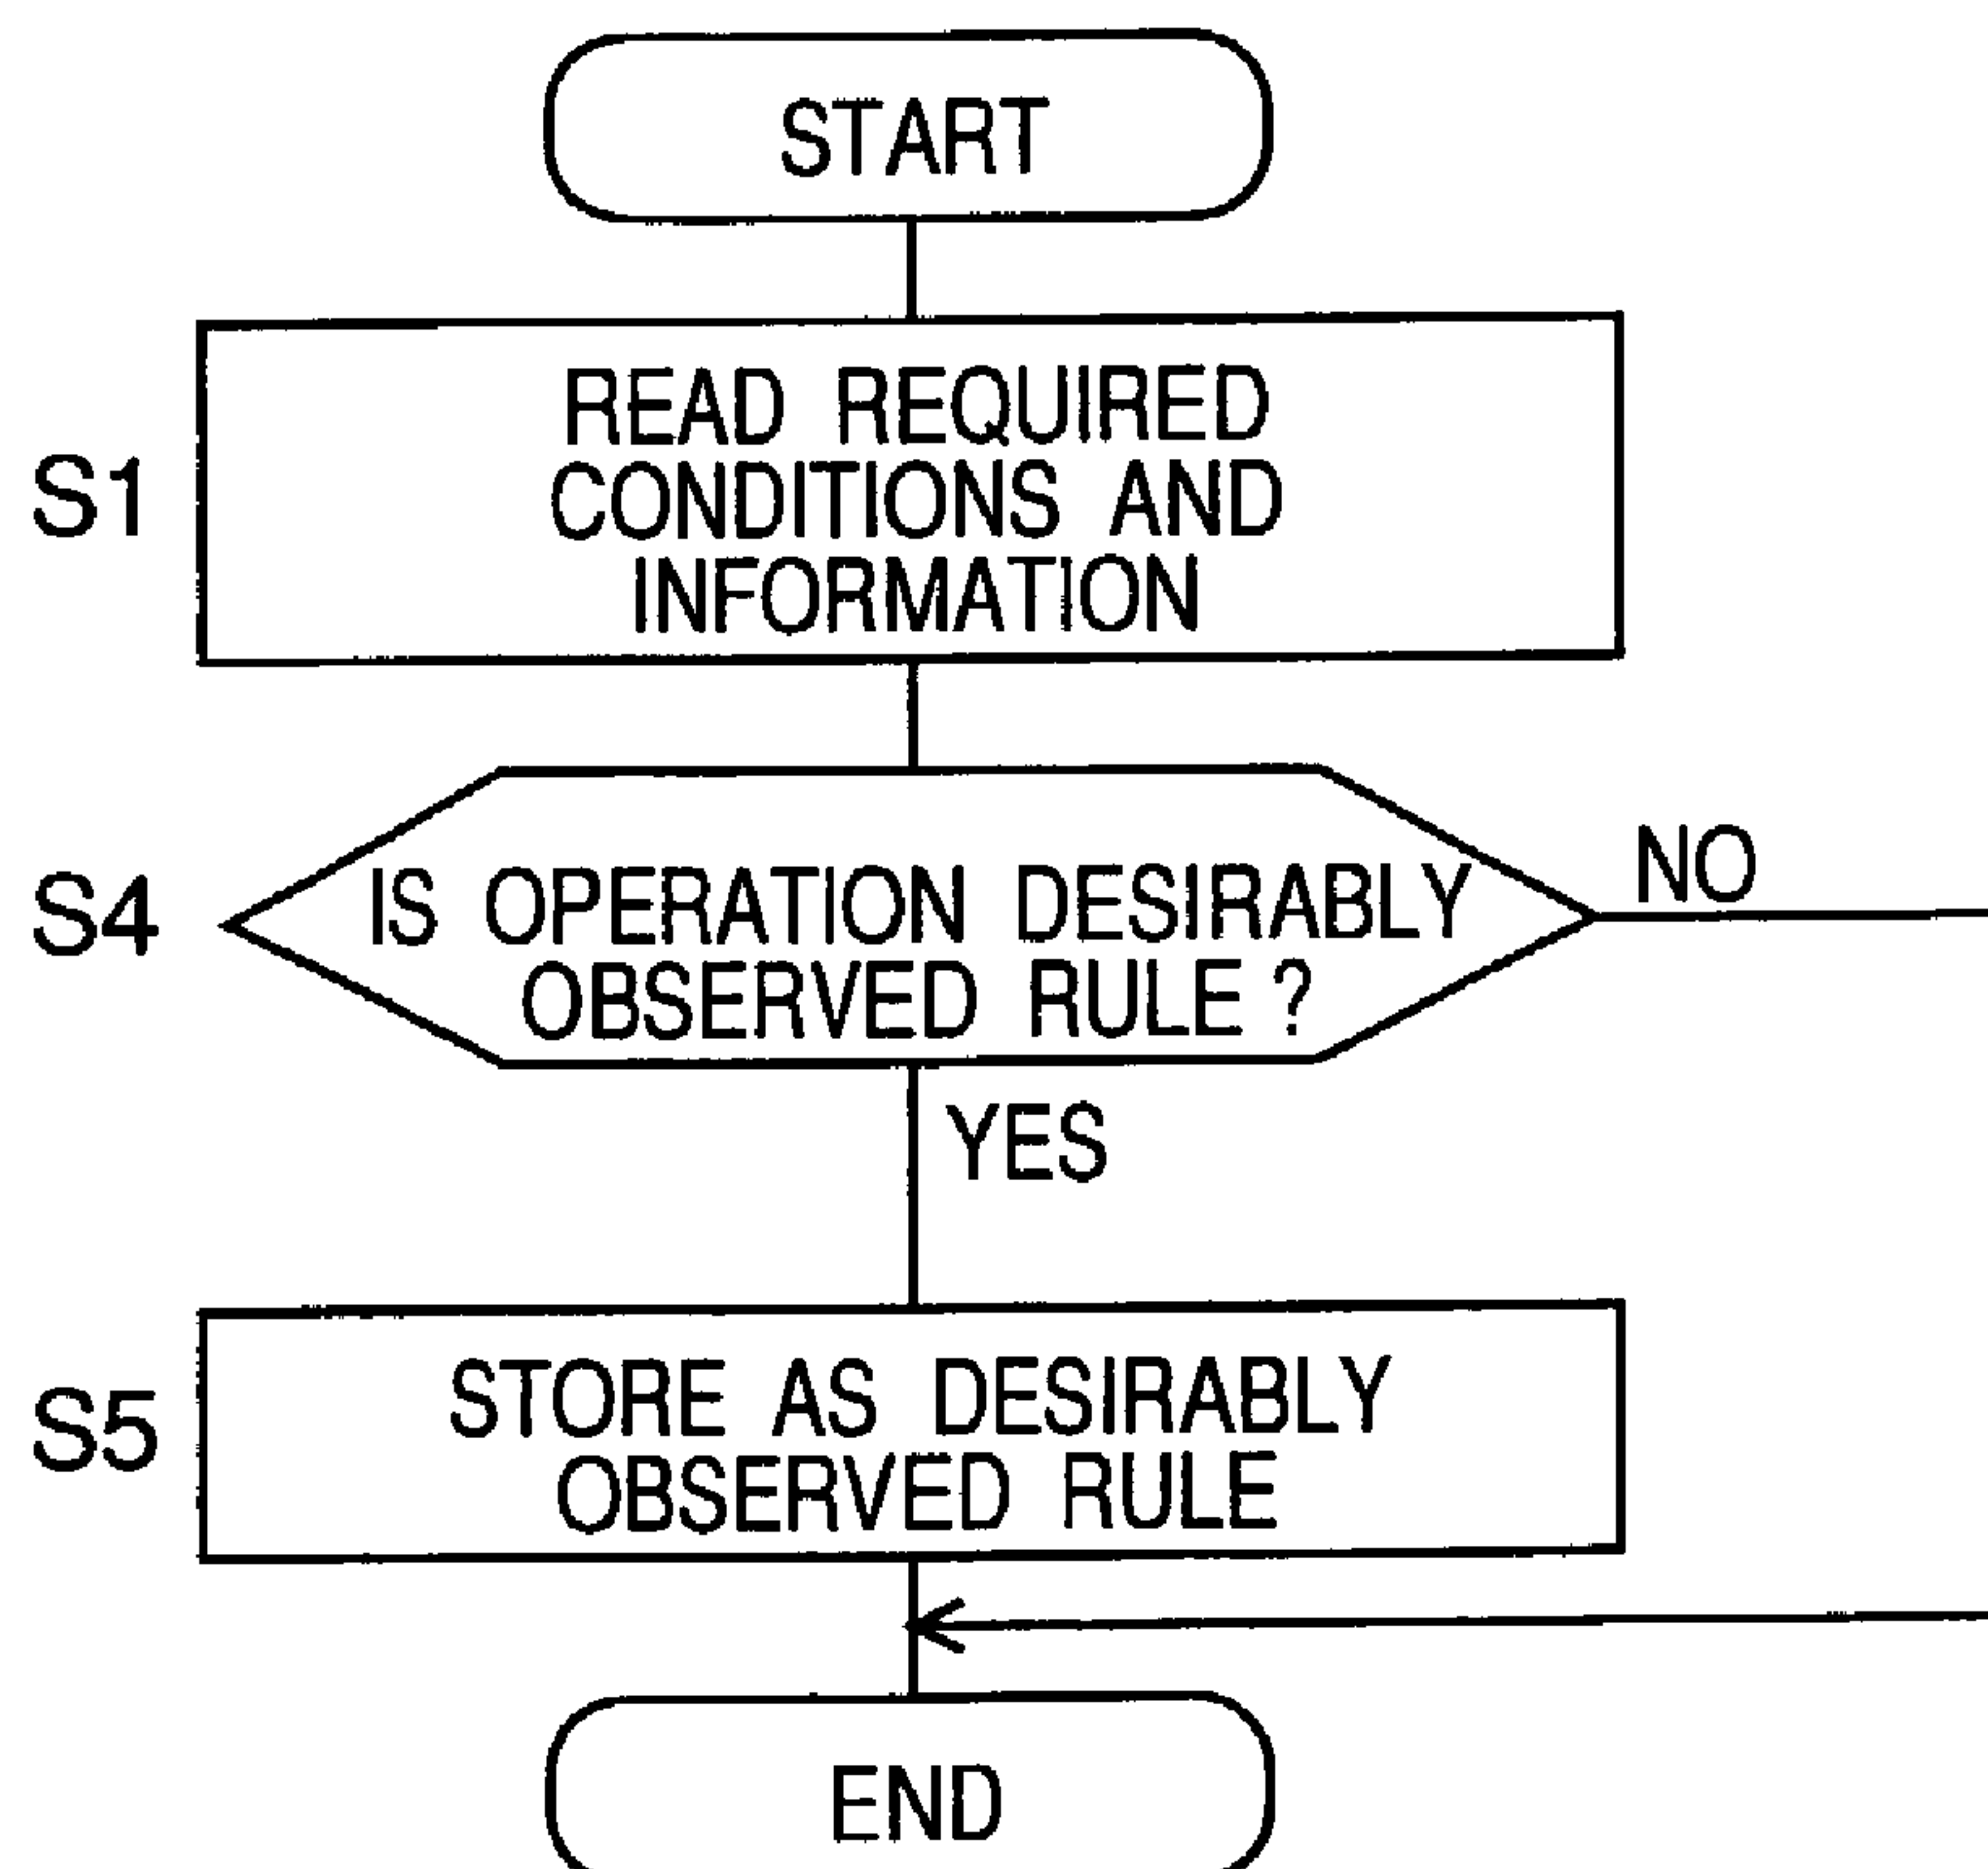 START
S1
READ REQUIRED
CONDITIONS AND
INFORMATION
S4
IS OPERATION DESIRABLY
OBSERVED RULE ?
NO
YES
S5
STORE AS DESIRABLY
OBSERVED RULE
END